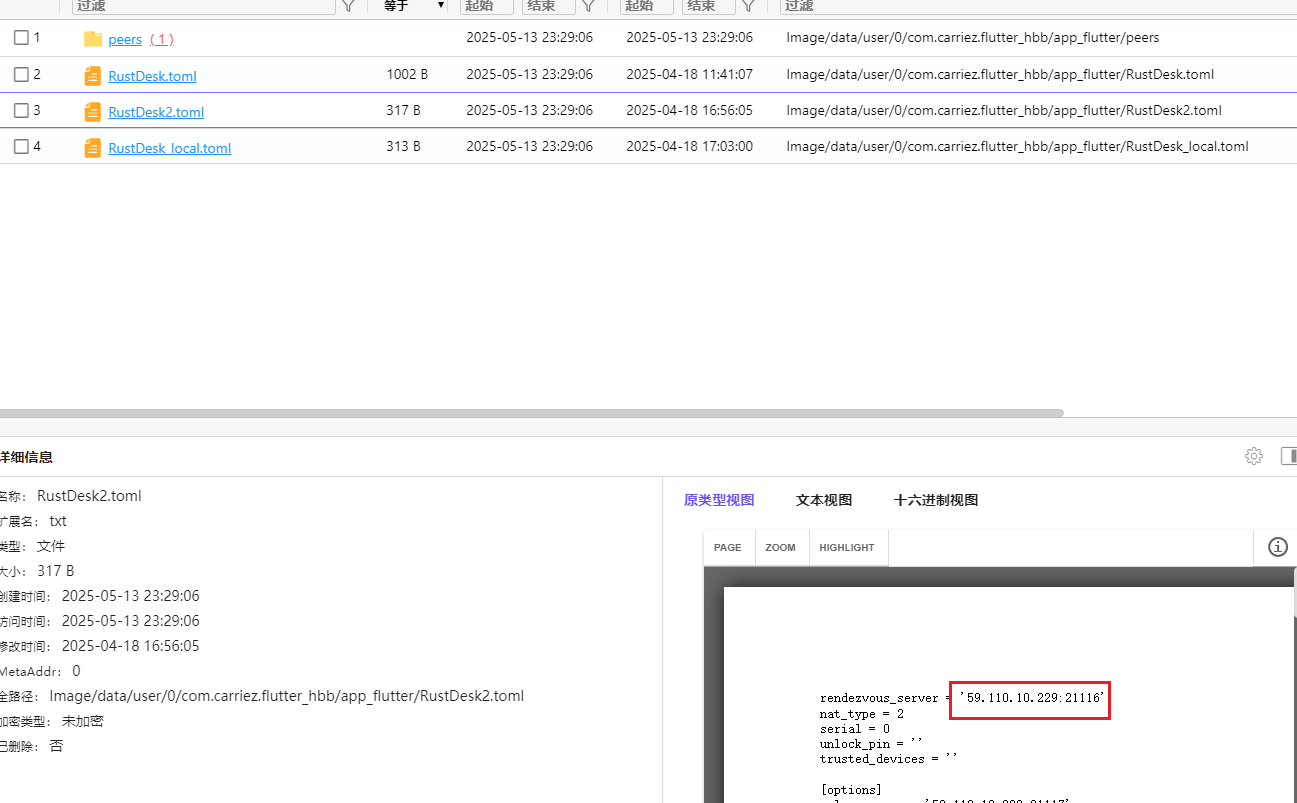 过滤 等于 ▼ 起始 结束 起始 结束 过滤
1 peers ( 1 ) 2025-05-13 23:29:06 2025-05-13 23:29:06 Image/data/user/0/com.carriez.flutter_hbb/app_flutter/peers
2 RustDesk.toml 1002 B 2025-05-13 23:29:06 2025-04-18 11:41:07 Image/data/user/0/com.carriez.flutter_hbb/app_flutter/RustDesk.toml
3 RustDesk2.toml 317 B 2025-05-13 23:29:06 2025-04-18 16:56:05 Image/data/user/0/com.carriez.flutter_hbb/app_flutter/RustDesk2.toml
4 RustDesk_local.toml 313 B 2025-05-13 23:29:06 2025-04-18 17:03:00 Image/data/user/0/com.carriez.flutter_hbb/app_flutter/RustDesk_local.toml
详细信息
名称: RustDesk2.toml
扩展名: txt
类型: 文件
大小: 317 B
创建时间: 2025-05-13 23:29:06
访问时间: 2025-05-13 23:29:06
修改时间: 2025-04-18 16:56:05
MetaAddr: 0
全路径: Image/data/user/0/com.carriez.flutter_hbb/app_flutter/RustDesk2.toml
加密类型: 未加密
已删除: 否
原类型视图 文本视图 十六进制视图
PAGE ZOOM HIGHLIGHT
rendezvous_server = '59.110.10.229:21116'
nat_type = 2
serial = 0
unlock_pin = ''
trusted_devices = ''
[options]